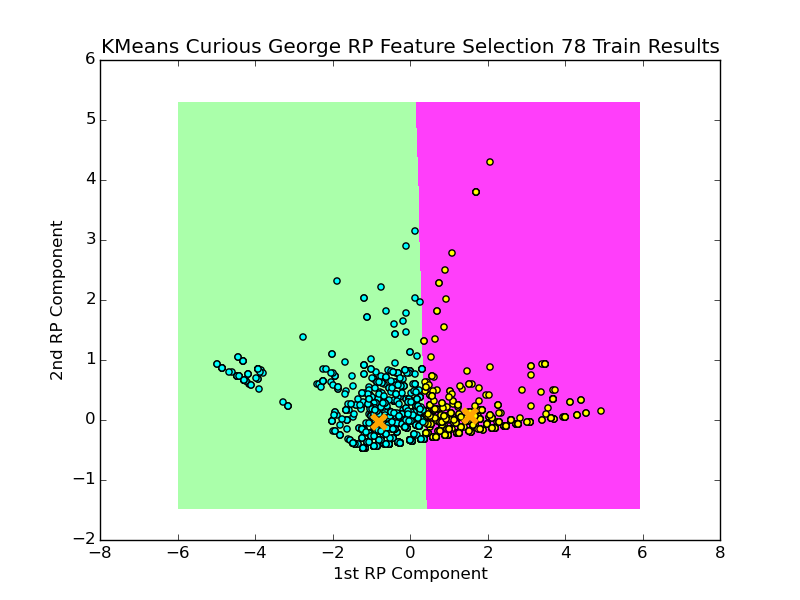 KMeans Curious George RP Feature Selection 78 Train Results
6
5
4
3
2
1
0
−1
−2
2nd RP Component
−8 −6 −4 −2 0 2 4 6 8
1st RP Component